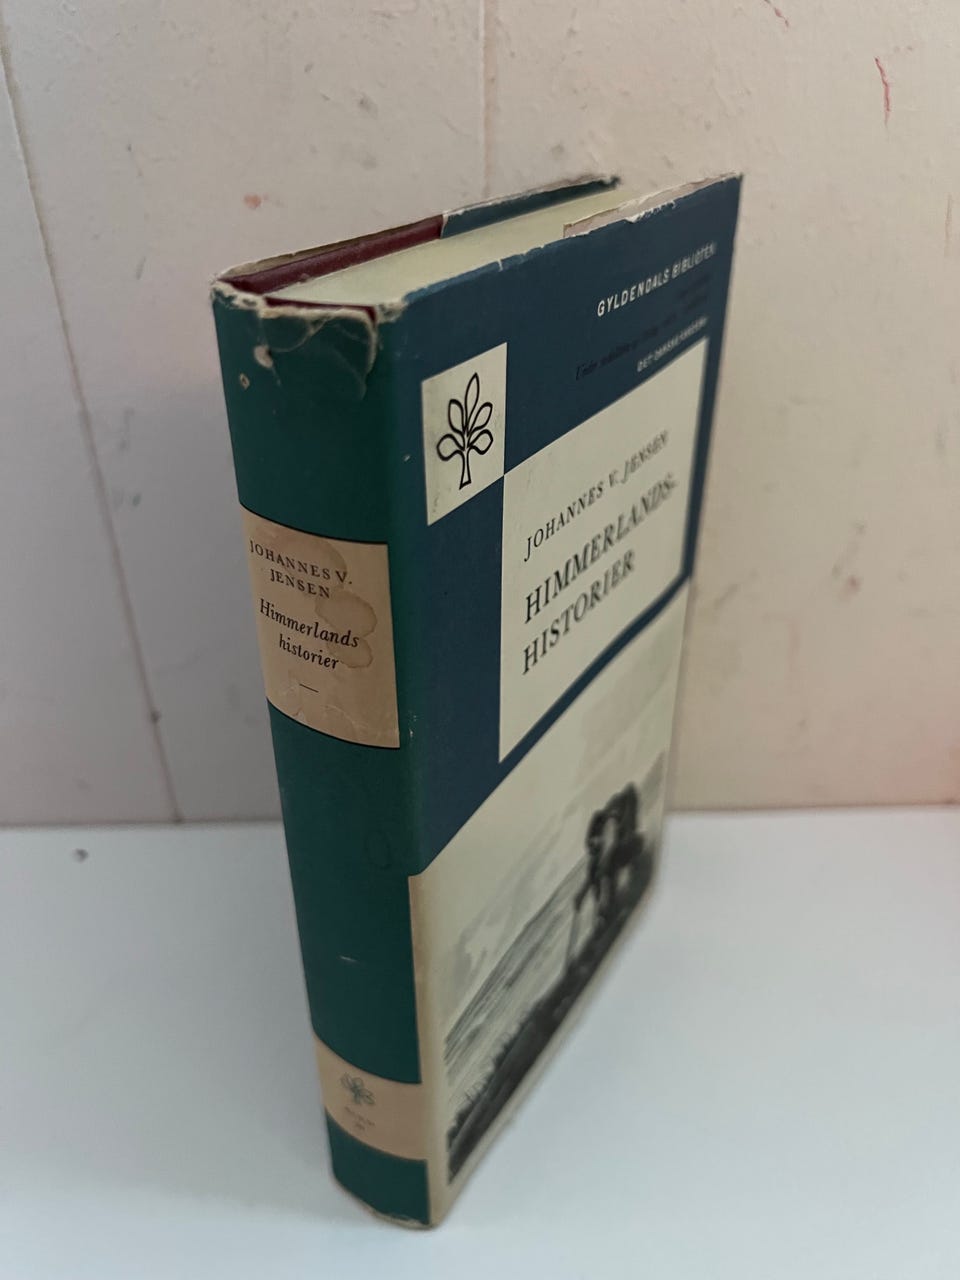 JOHANNES V.
JENSEN
Himmerlands
historier
GYLDENDALS BIBLIOTEK
JOHANNES V. JENSEN
HIMMERLANDS-
HISTORIER